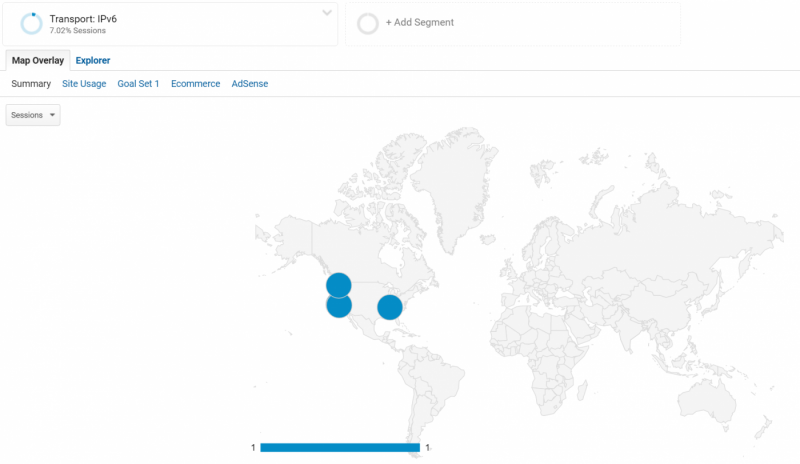 Transport: IPv6
7.02% Sessions
+ Add Segment
Map Overlay Explorer
Summary Site Usage Goal Set 1 Ecommerce AdSense
Sessions
1 1